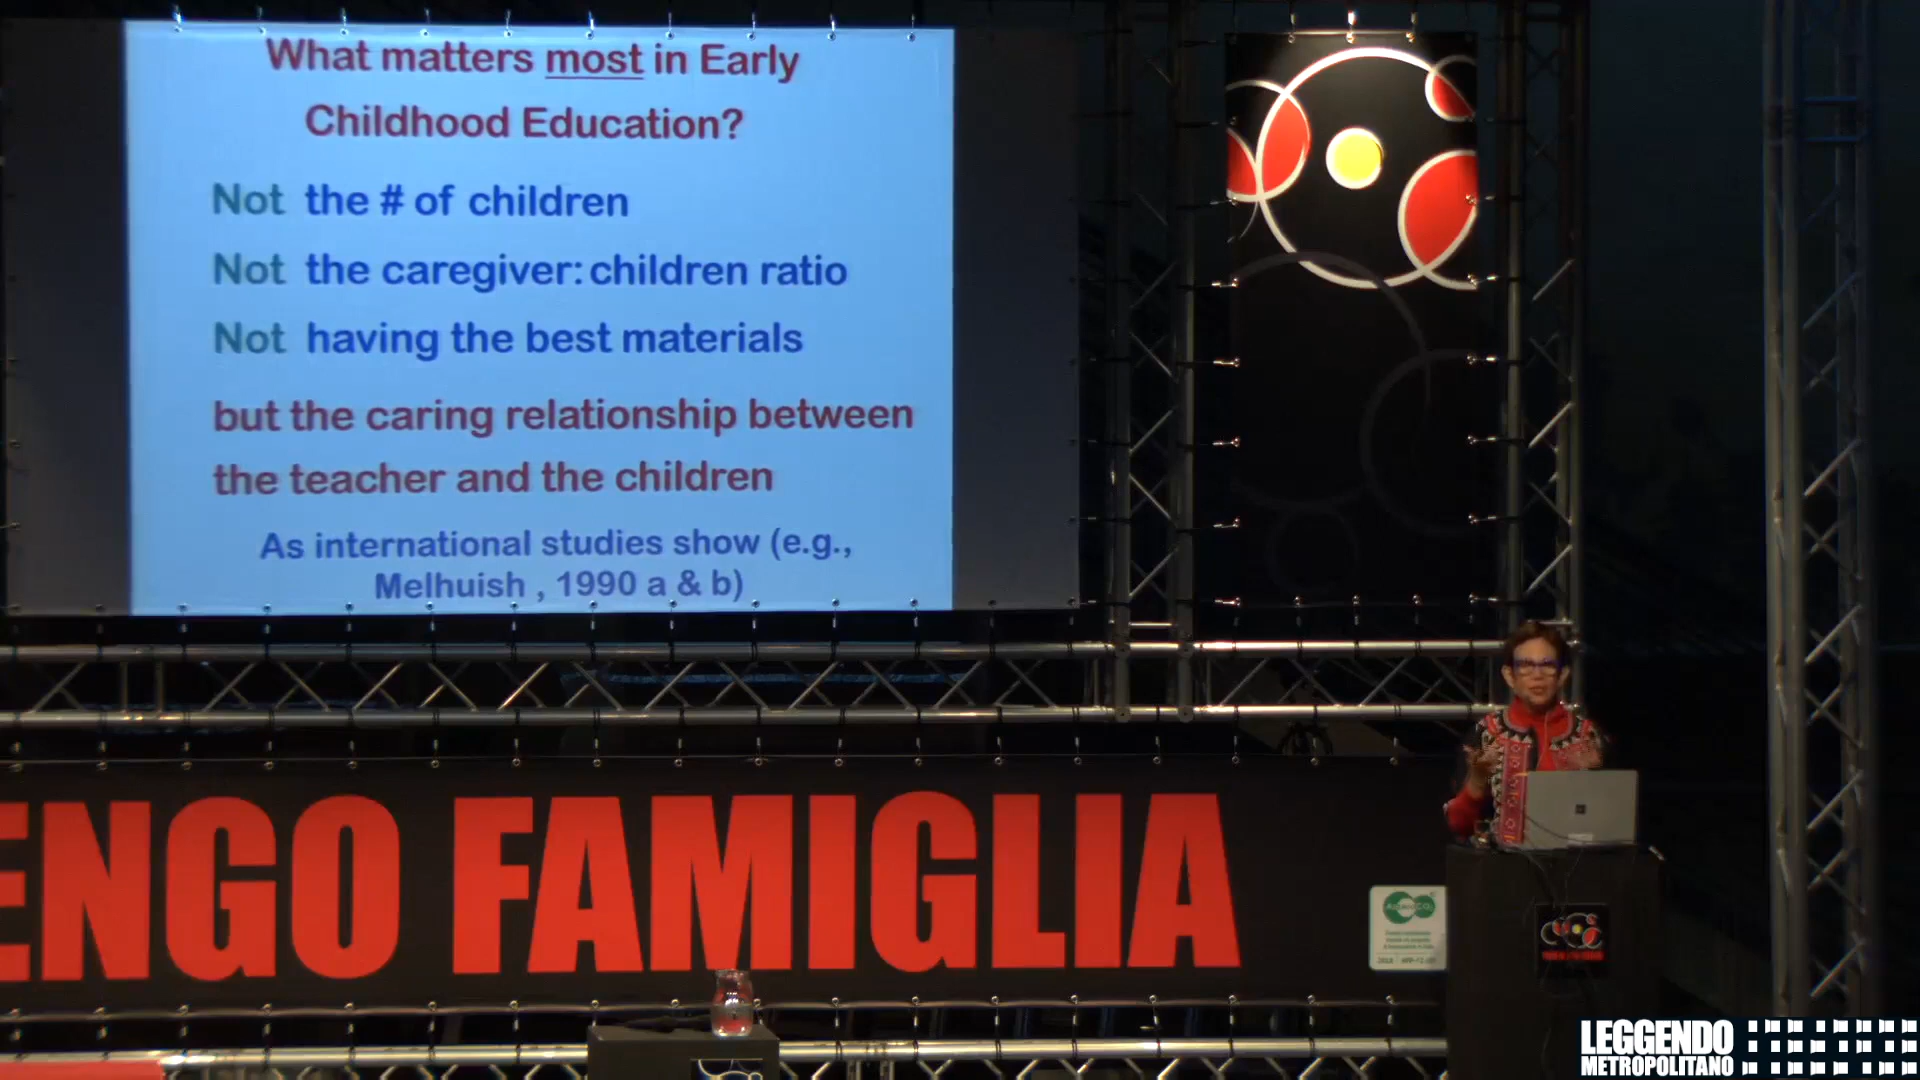 What matters most in Early
Childhood Education?
Not the # of children
Not the caregiver: children ratio
Not having the best materials
but the caring relationship between
the teacher and the children
As international studies show (e.g.,
Melhuish , 1990 a & b)
ENGO FAMIGLIA
LEGGENDO
METROPOLITANO